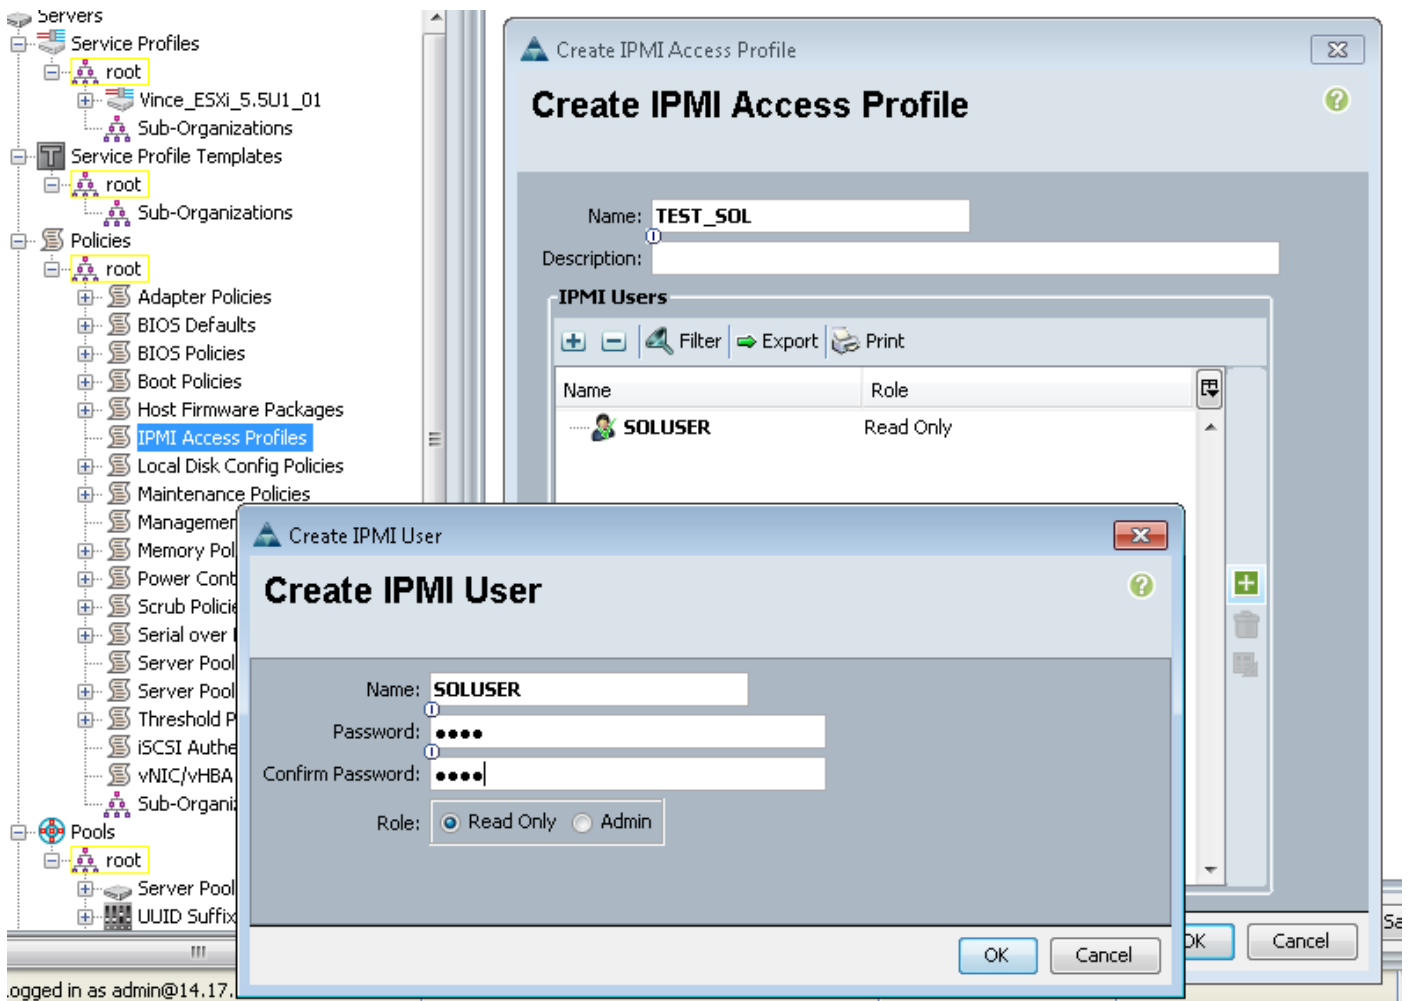 Servers
Service Profiles
root
Vince_ESXi_5.5U1_01
Sub-Organizations
Service Profile Templates
root
Sub-Organizations
Policies
root
Adapter Policies
BIOS Defaults
BIOS Policies
Boot Policies
Host Firmware Packages
IPMI Access Profiles
Local Disk Config Policies
Maintenance Policies
Managemen
Memory Pol
Power Cont
Scrub Policie
Serial over
Server Pool
Server Pool
Threshold P
iSCSI Authe
vNIC/vHBA
Sub-Organiz
Pools
root
Server Pool
UUID Suffix
ogged in as admin@14.17.
Create IPMI Access Profile
Create IPMI Access Profile
Name: TEST_SOL
Description:
IPMI Users
Filter Export Print
Name Role
SOLUSER Read Only
OK Cancel
Sa
Create IPMI User
Create IPMI User
Name: SOLUSER
Password: ••••
Confirm Password: ••••
Role: Read Only Admin
OK Cancel